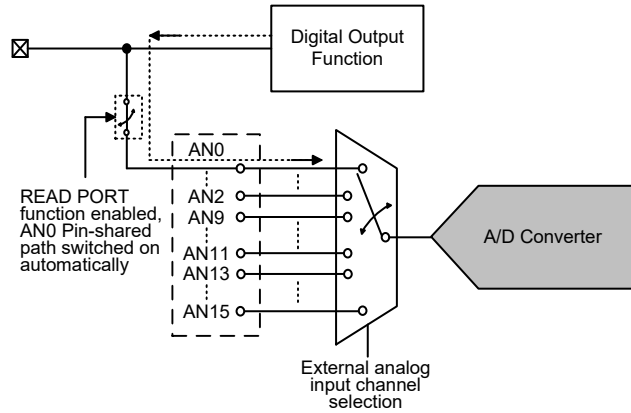 Digital Output
Function
AN0
READ PORT
function enabled,
AN0 Pin-shared
path switched on
automatically
AN2
AN9
AN11
AN13
AN15
A/D Converter
External analog
input channel
selection